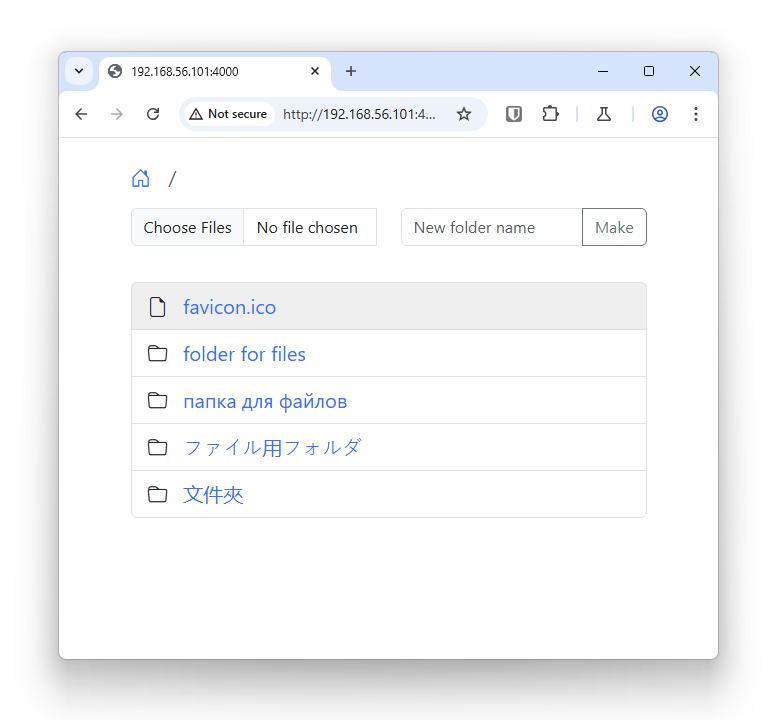 192.168.56.101:4000
Not secure
http://192.168.56.101:4...
/
Choose Files
No file chosen
New folder name
Make
favicon.ico
folder for files
папка для файлов
ファイル用フォルダ
文件夾